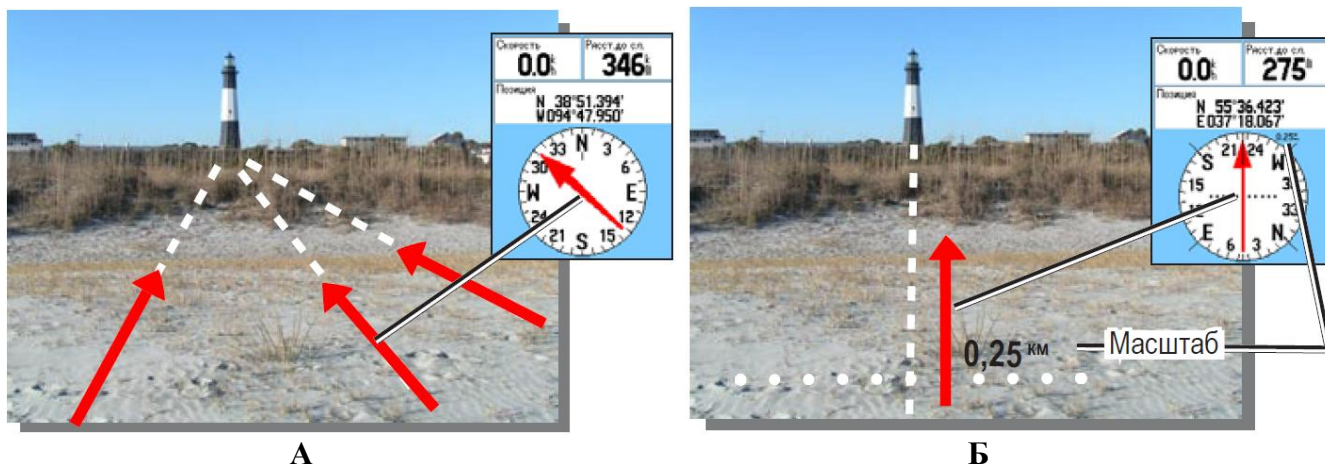 Скорость
Расст.до сл.
0.0 k h
346 k m
Позиция
N 38°51.394'
W094°47.950'
33 N 3
30 6
W E
24 12
21 S 15
А
Скорость
Расст.до сл.
0.0 k h
275 m
Позиция
N 55°36.423'
E037°18.067'
0.25
21 24
S W
15 3
33
E N
6 3
0,25 км
Масштаб
Б